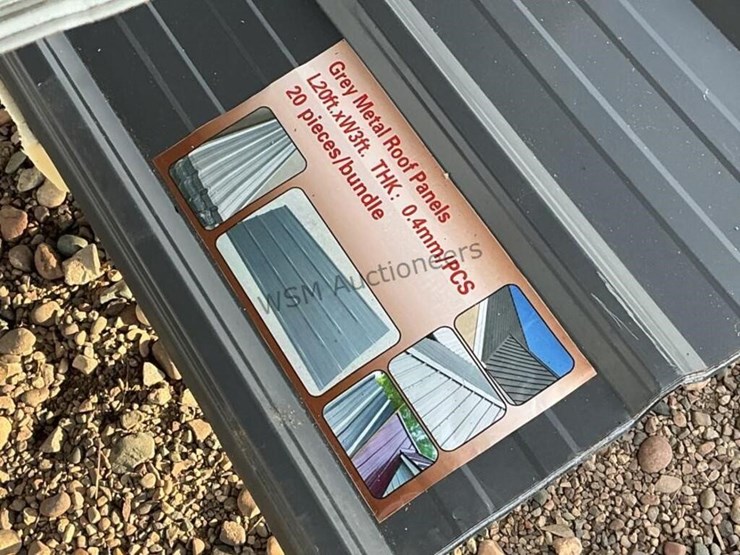 Grey Metal Roof Panels
L20ft.xW3ft. THK: 0.4mm/PCS
20 pieces/bundle
WSM Auctioneers